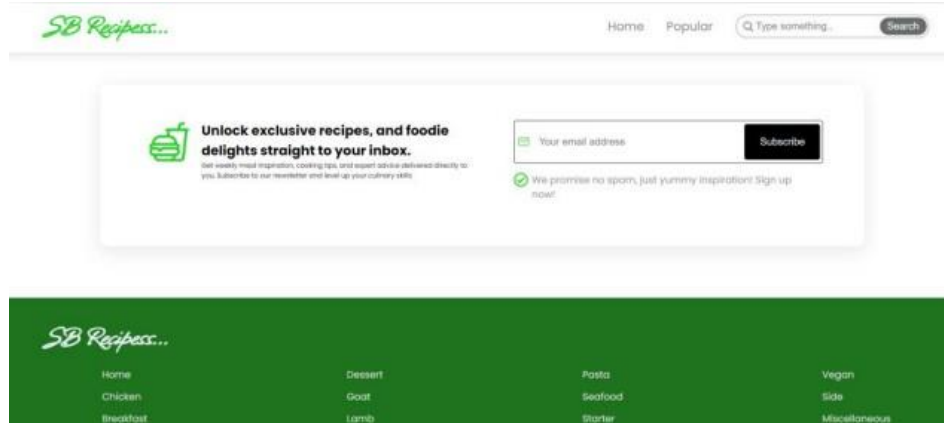 SB Recipess...
Home
Popular
Type something..
Search
Unlock exclusive recipes, and foodie
delights straight to your inbox.
Get weekly meal inspiration, cooking tips, and expert advice delivered directly to
you. Subscribe to our newsletter and level up your culinary skills
Your email address
Subscribe
We promise no spam, just yummy inspiration! Sign up
now!
SB Recipess...
Home
Dessert
Pasta
Vegan
Chicken
Goat
Seafood
Side
Breakfast
Lamb
Starter
Miscellaneous